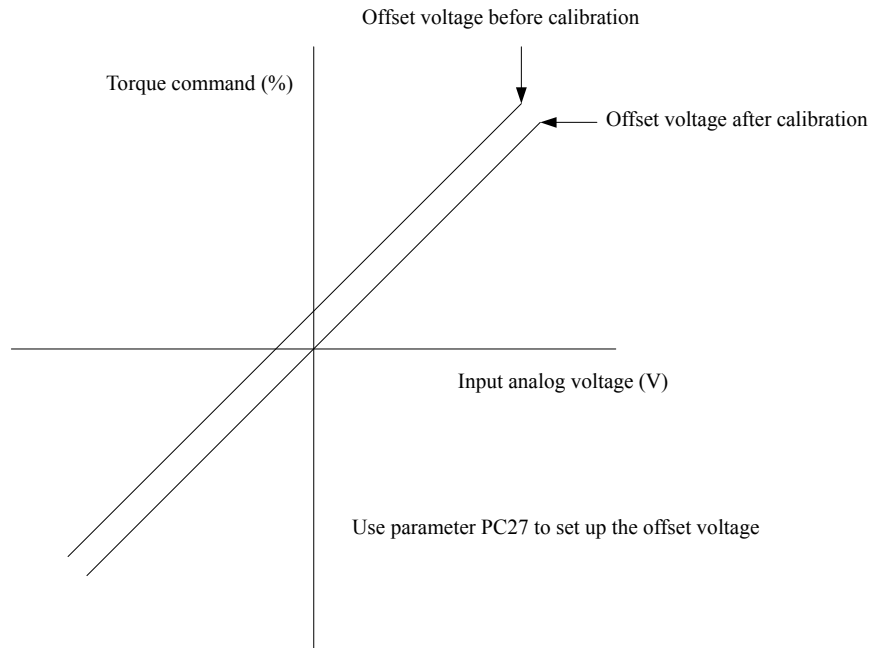 Offset voltage before calibration
Torque command (%)
Offset voltage after calibration
Input analog voltage (V)
Use parameter PC27 to set up the offset voltage